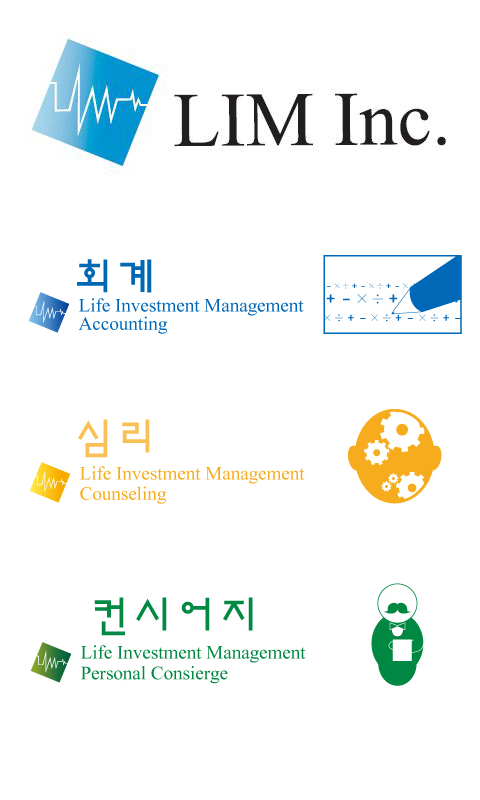 LIM Inc.
회계
Life Investment Management
Accounting
심리
Life Investment Management
Counseling
컨시어지
Life Investment Management
Personal Consierge